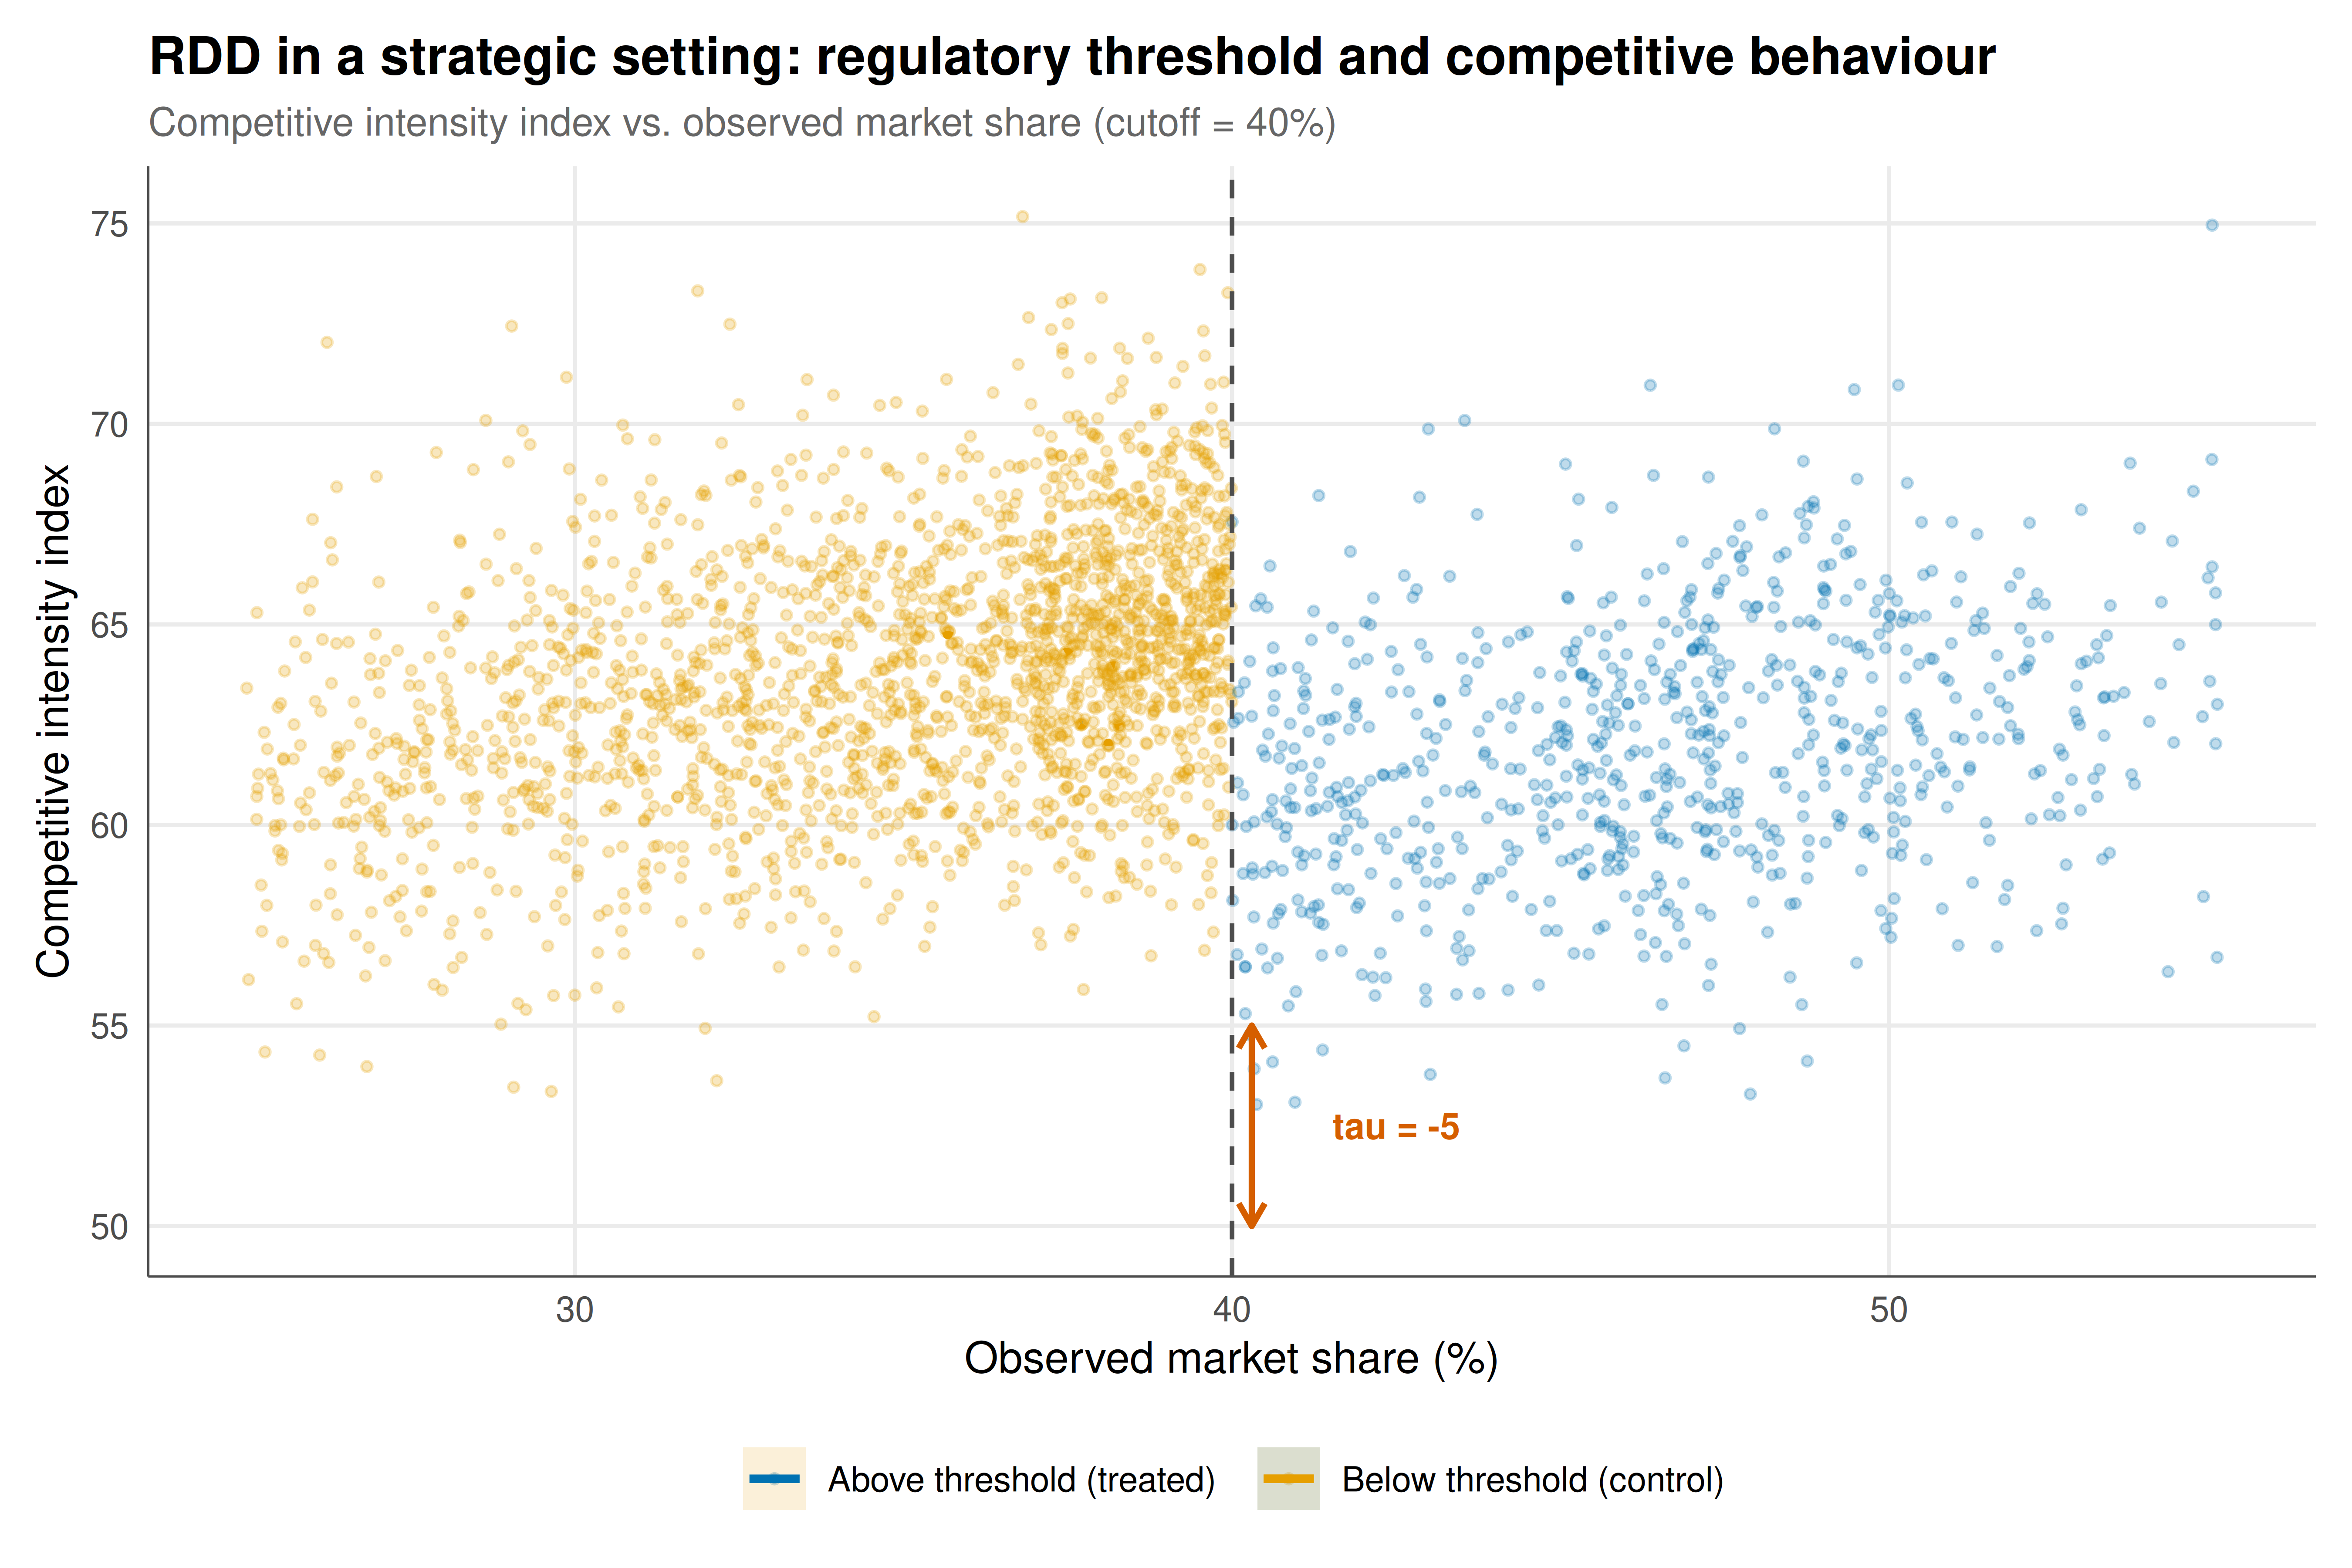 RDD in a strategic setting: regulatory threshold and competitive behaviour
Competitive intensity index vs. observed market share (cutoff = 40%)
Competitive intensity index
75
70
65
60
55
50
tau = -5
30
40
50
Observed market share (%)
Above threshold (treated)
Below threshold (control)